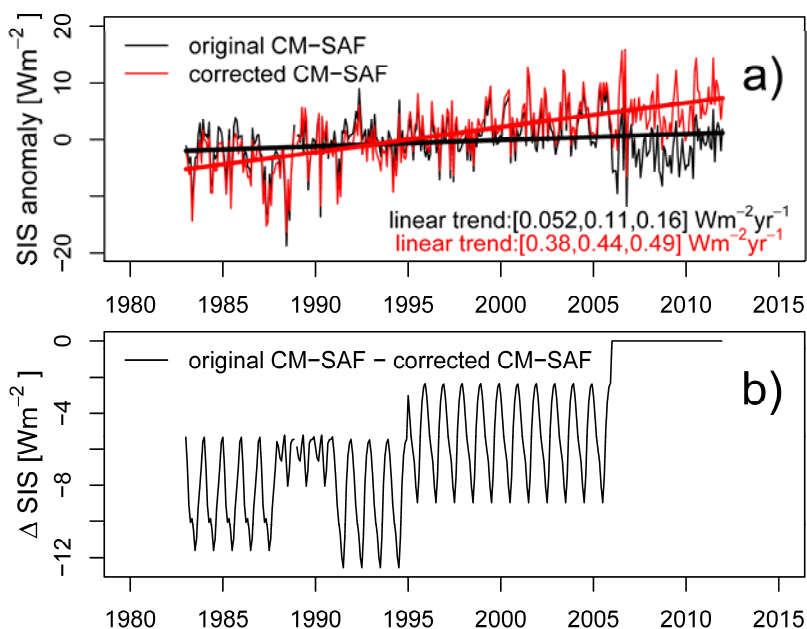 20
10
0
−20
SIS anomaly [Wm−2]
original CM−SAF
corrected CM−SAF
a)
linear trend:[0.052,0.11,0.16] Wm−2yr−1
linear trend:[0.38,0.44,0.49] Wm−2yr−1
1980 1985 1990 1995 2000 2005 2010 2015
0
−4
−8
−12
Δ SIS [Wm−2 ]
original CM−SAF − corrected CM−SAF
b)
1980 1985 1990 1995 2000 2005 2010 2015